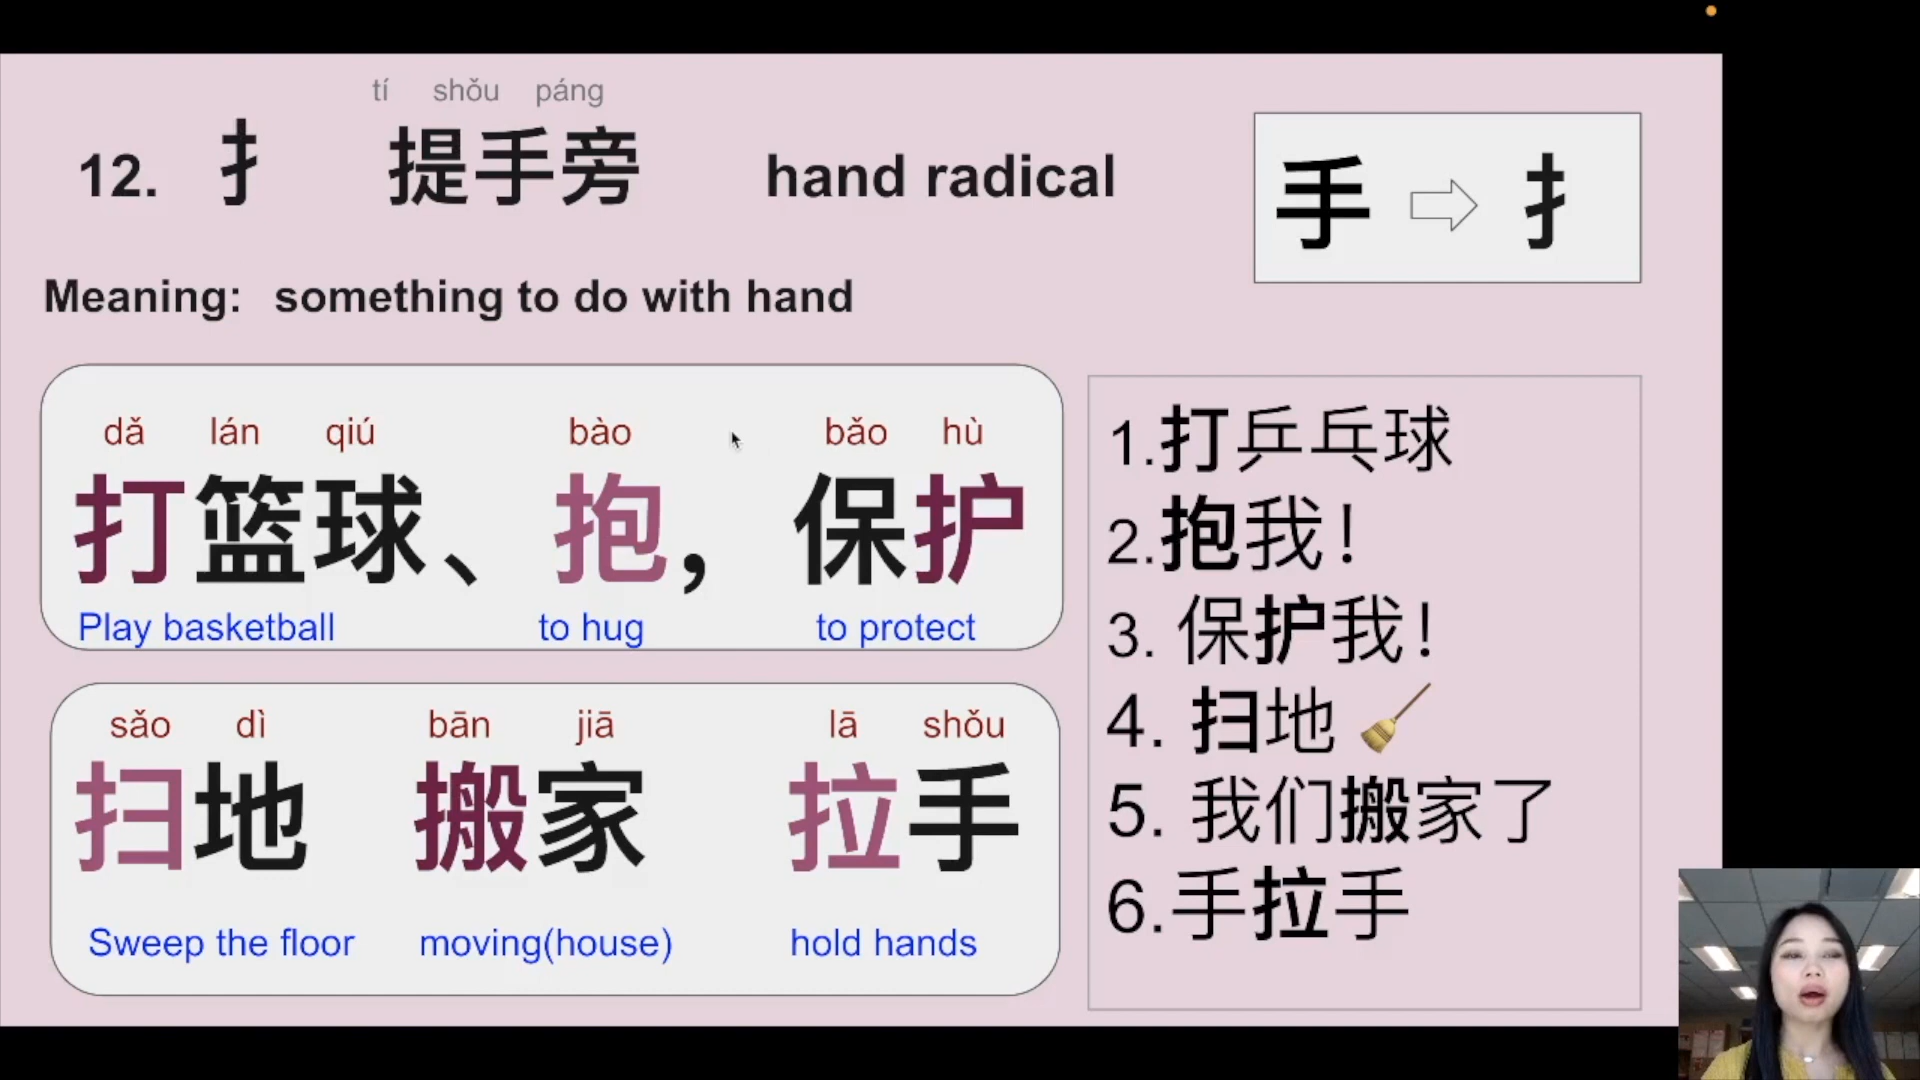 tí shǒu páng
12. 扌 提手旁 hand radical
手 扌
Meaning: something to do with hand
dǎ lán qiú bào bǎo hù
打篮球、 抱， 保护
Play basketball to hug to protect
sǎo dì bān jiā lā shǒu
扫地 搬家 拉手
Sweep the floor moving(house) hold hands
1.打乒乓球
2.抱我！
3. 保护我！
4. 扫地
5. 我们搬家了
6.手拉手